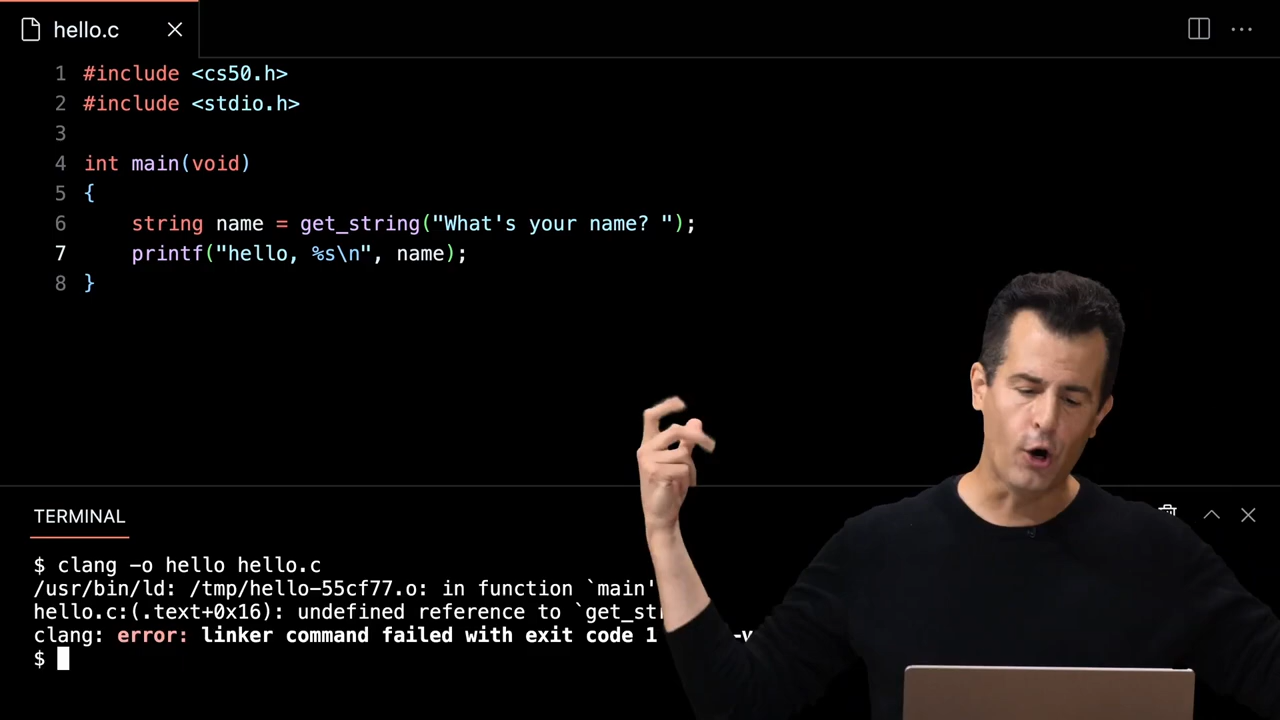 hello.c
1 #include <cs50.h>
2 #include <stdio.h>
3
4 int main(void)
5 {
6 string name = get_string("What's your name? ");
7 printf("hello, %s\n", name);
8 }
TERMINAL
$ clang -o hello hello.c
/usr/bin/ld: /tmp/hello-55cf77.o: in function `main'
hello.c:(.text+0x16): undefined reference to `get_st
clang: error: linker command failed with exit code 1
$